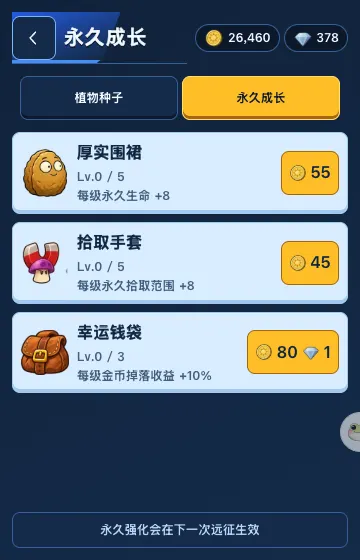 永久成长
26,460
378
植物种子
永久成长
厚实围裙
Lv.0 / 5
每级永久生命 +8
55
拾取手套
Lv.0 / 5
每级永久拾取范围 +8
45
幸运钱袋
Lv.0 / 3
每级金币掉落收益 +10%
80 1
永久强化会在下一次远征生效